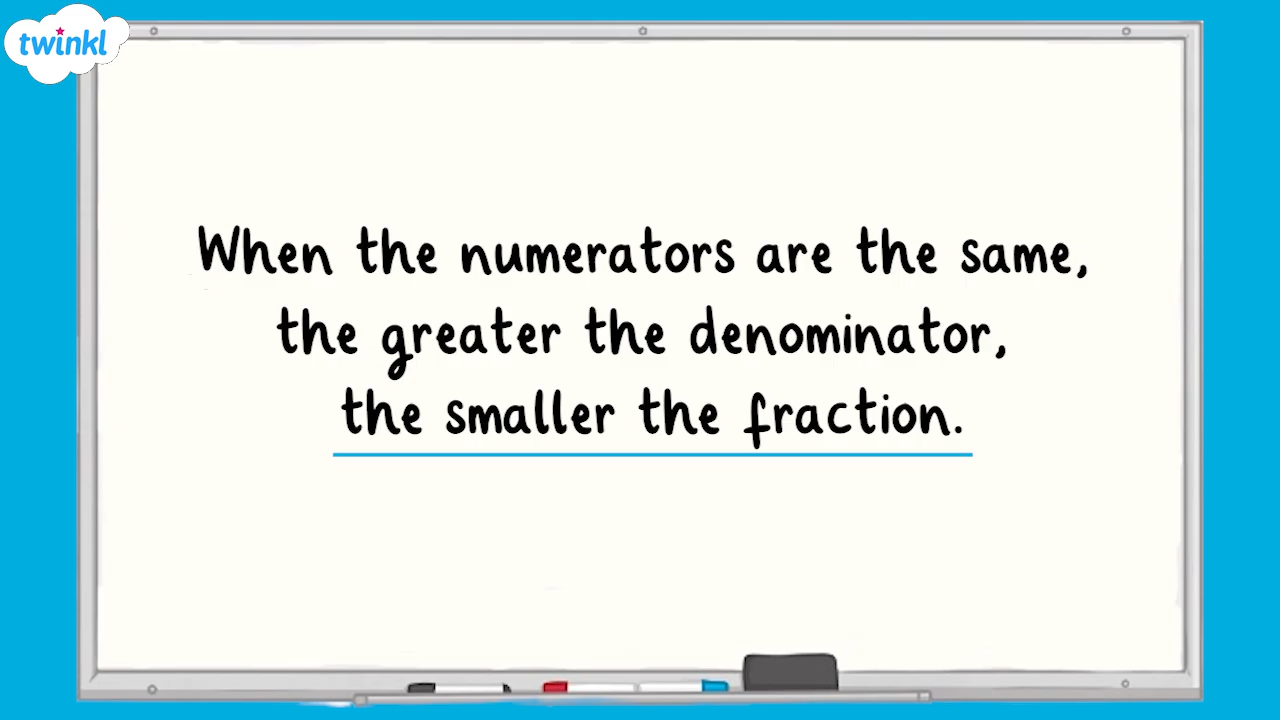 twinkl
When the numerators are the same,
the greater the denominator,
the smaller the fraction.